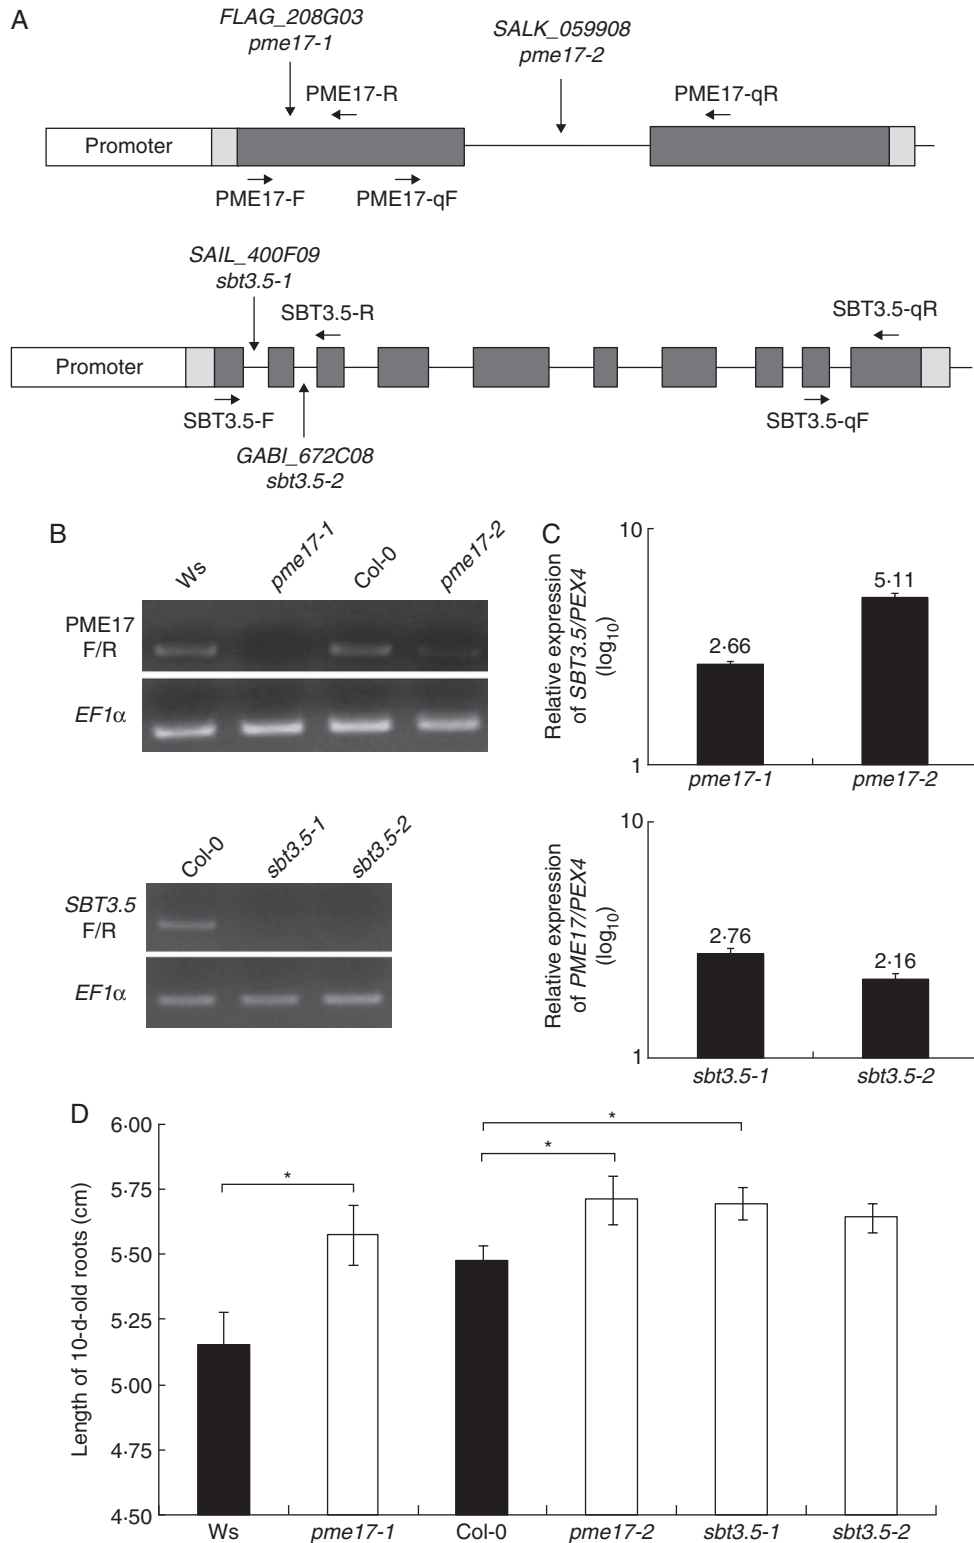 A
FLAG_208G03
pme17-1
SALK_059908
pme17-2
PME17-R
PME17-qR
Promoter
PME17-F
PME17-qF
SAIL_400F09
sbt3.5-1
SBT3.5-R
SBT3.5-qR
Promoter
SBT3.5-F
SBT3.5-qF
GABI_672C08
sbt3.5-2
B
Ws
pme17-1
Col-0
pme17-2
PME17
F/R
EF1α
Col-0
sbt3.5-1
sbt3.5-2
SBT3.5
F/R
EF1α
C
Relative expression
of SBT3.5/PEX4
(log10)
10
1
2·66
5·11
pme17-1
pme17-2
Relative expression
of PME17/PEX4
(log10)
10
1
2·76
2·16
sbt3.5-1
sbt3.5-2
D
Length of 10-d-old roots (cm)
6·00
5·75
5·50
5·25
5·00
4·75
4·50
*
*
*
Ws
pme17-1
Col-0
pme17-2
sbt3.5-1
sbt3.5-2